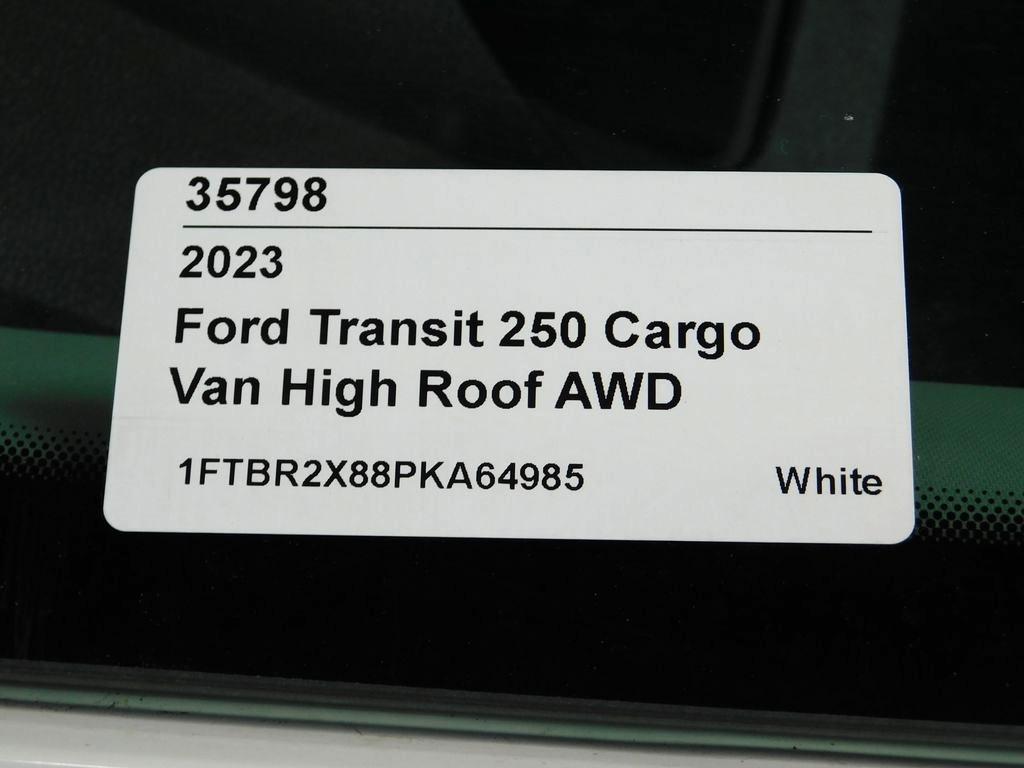 35798
2023
Ford Transit 250 Cargo
Van High Roof AWD
1FTBR2X88PKA64985 White